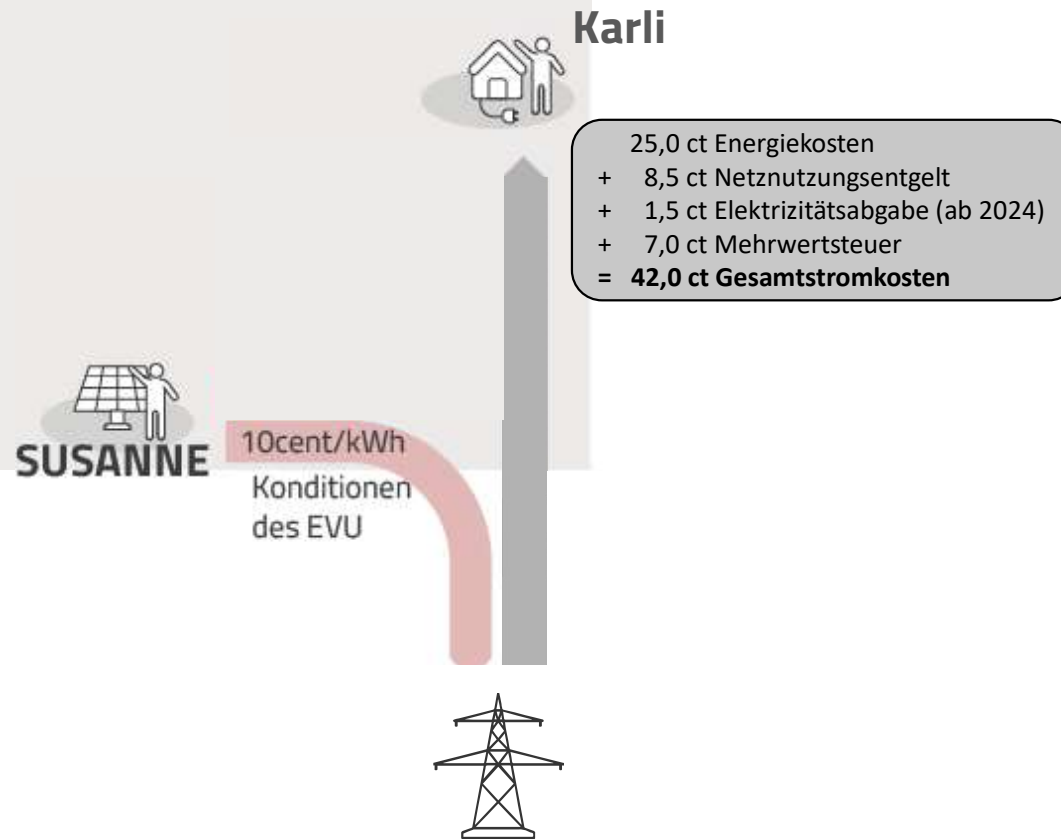 Karli
25,0 ct Energiekosten
+ 8,5 ct Netznutzungsentgelt
+ 1,5 ct Elektrizitätsabgabe (ab 2024)
+ 7,0 ct Mehrwertsteuer
= 42,0 ct Gesamtstromkosten
SUSANNE
10cent/kWh
Konditionen
des EVU